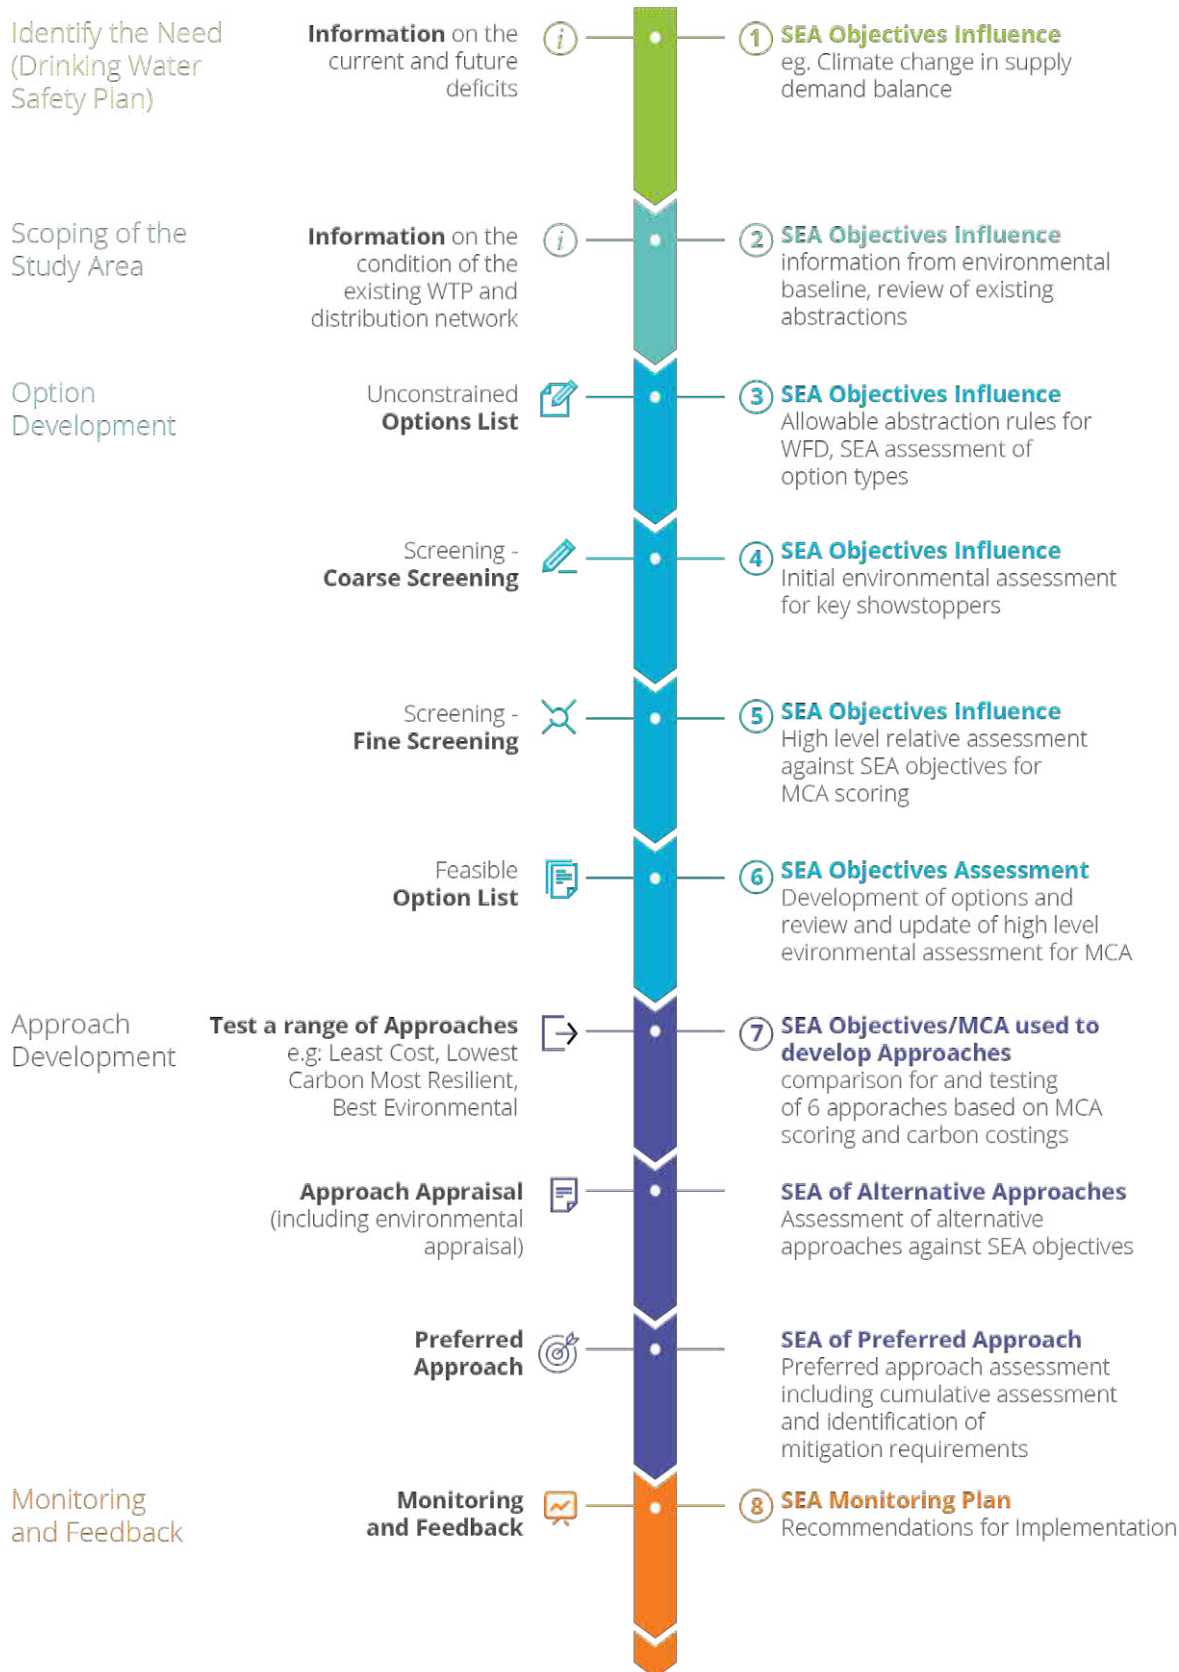 Identify the Need
(Drinking Water
Safety Plan)
Information on the
current and future
deficits
i
1 SEA Objectives Influence
eg. Climate change in supply
demand balance
Scoping of the
Study Area
Information on the
condition of the
existing WTP and
distribution network
i
2 SEA Objectives Influence
information from environmental
baseline, review of existing
abstractions
Option
Development
Unconstrained
Options List
3 SEA Objectives Influence
Allowable abstraction rules for
WFD, SEA assessment of
option types
Screening -
Coarse Screening
4 SEA Objectives Influence
Initial environmental assessment
for key showstoppers
Screening -
Fine Screening
5 SEA Objectives Influence
High level relative assessment
against SEA objectives for
MCA scoring
Feasible
Option List
6 SEA Objectives Assessment
Development of options and
review and update of high level
evironmental assessment for MCA
Approach
Development
Test a range of Approaches
e.g: Least Cost, Lowest
Carbon Most Resilient,
Best Evironmental
7 SEA Objectives/MCA used to
develop Approaches
comparison for and testing
of 6 apporaches based on MCA
scoring and carbon costings
Approach Appraisal
(including environmental
appraisal)
SEA of Alternative Approaches
Assessment of alternative
approaches against SEA objectives
Preferred
Approach
SEA of Preferred Approach
Preferred approach assessment
including cumulative assessment
and identification of
mitigation requirements
Monitoring
and Feedback
Monitoring
and Feedback
8 SEA Monitoring Plan
Recommendations for Implementation